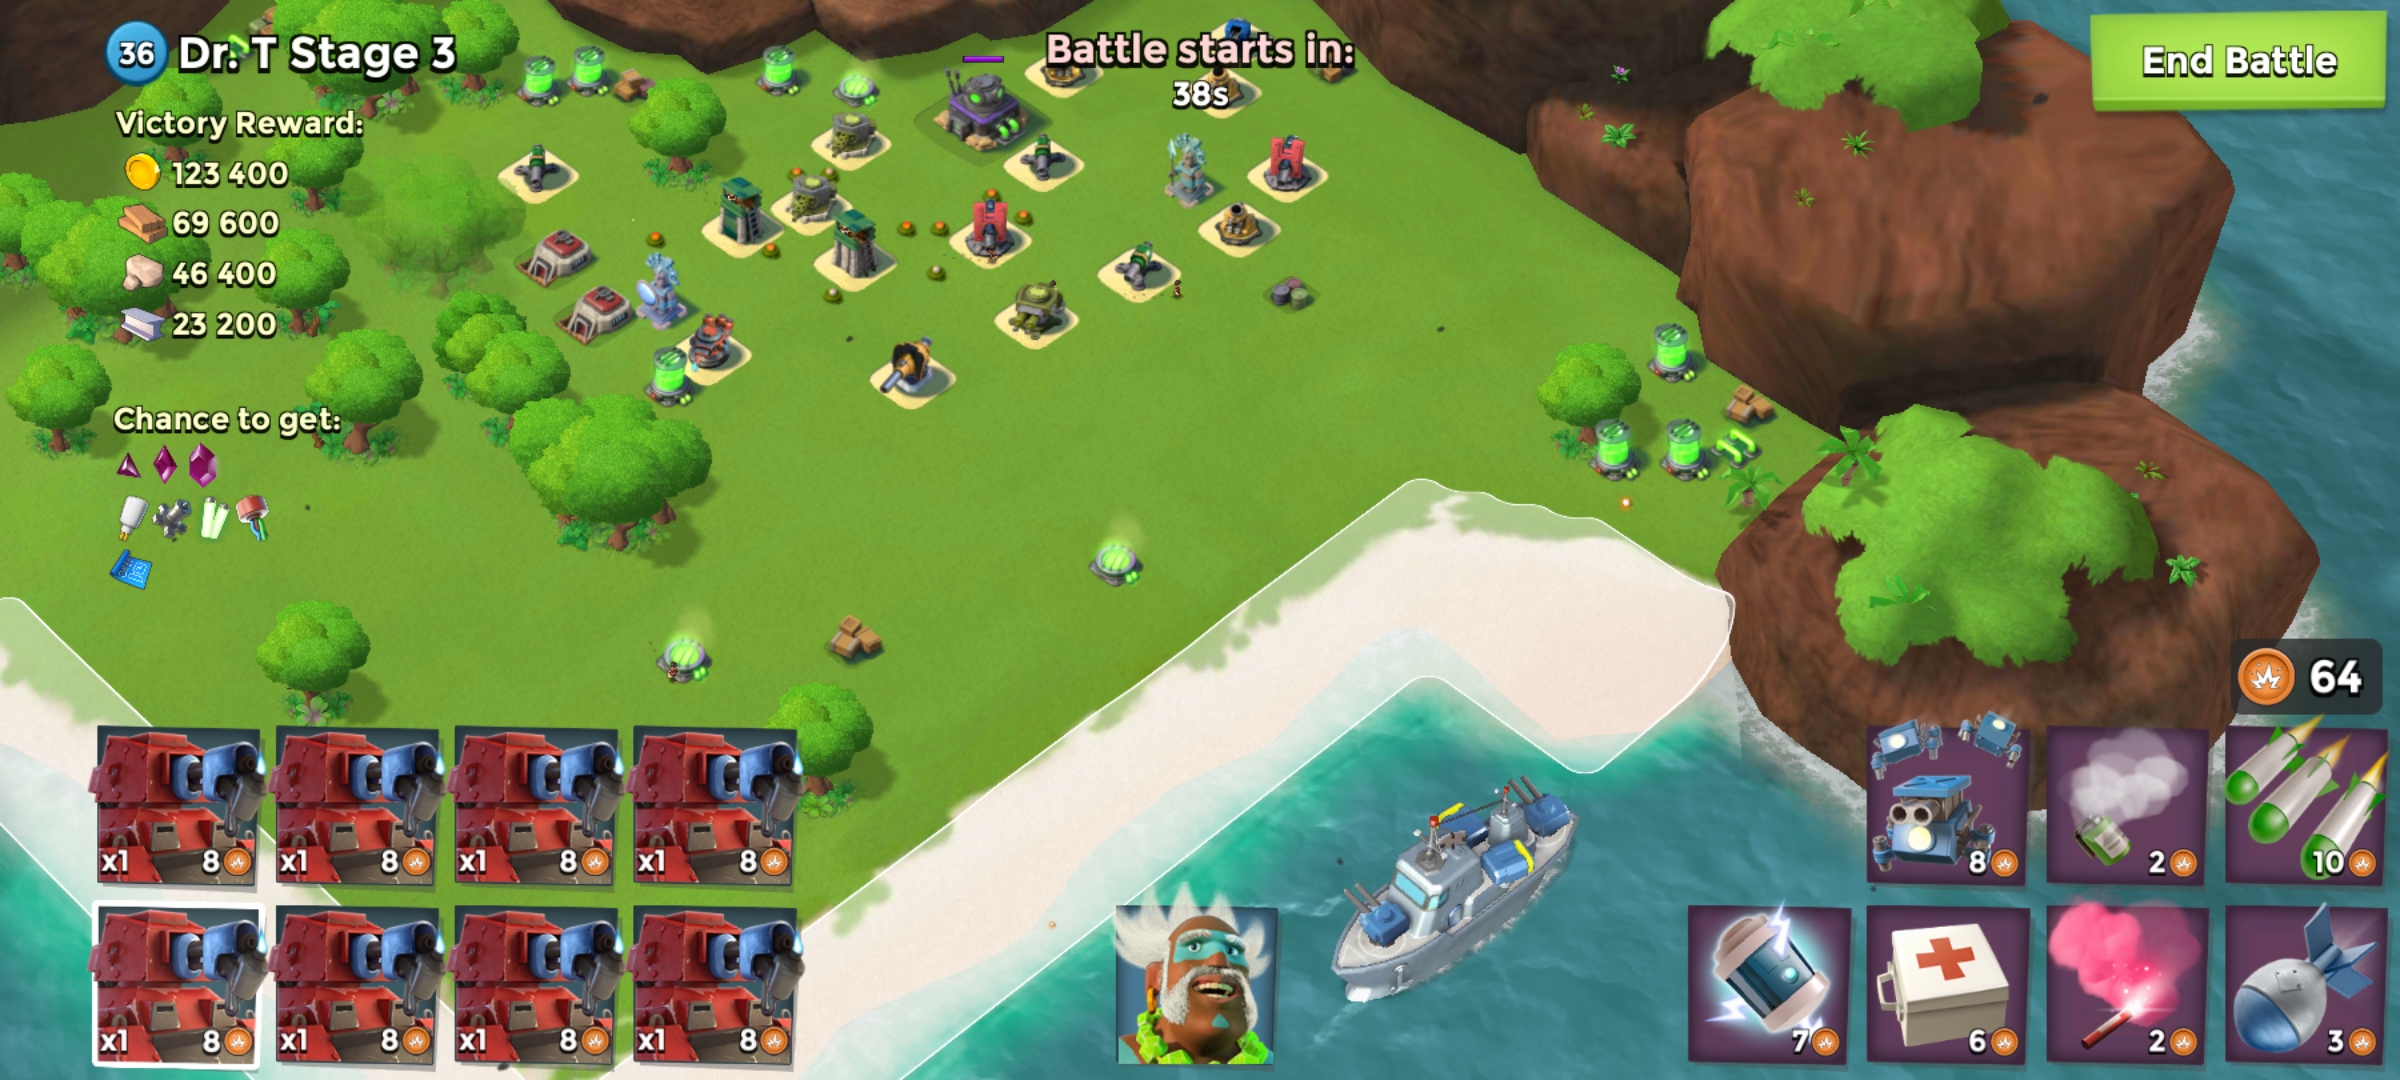 36 Dr. T Stage 3
Battle starts in:
38s
End Battle
Victory Reward:
123 400
69 600
46 400
23 200
Chance to get:
64
x1 8
x1 8
x1 8
x1 8
8
2
10
x1 8
x1 8
x1 8
x1 8
7
6
2
3